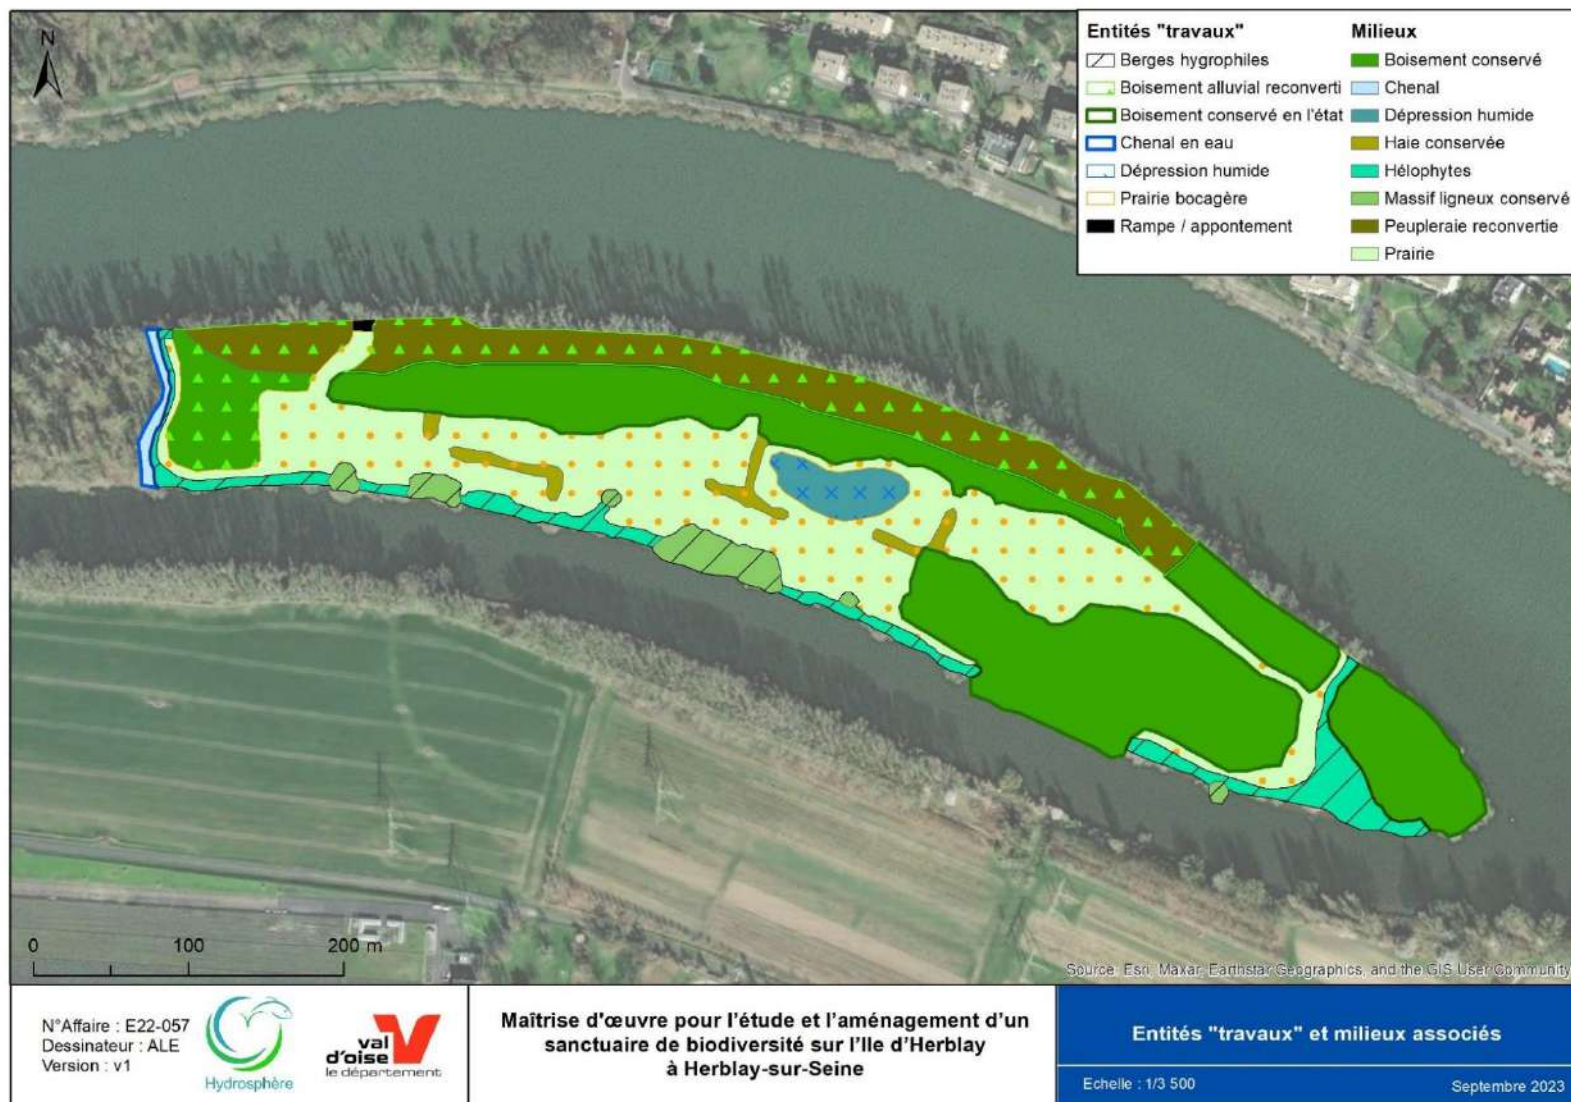 N
Entités "travaux"
Berges hygrophiles
Boisement alluvial reconverti
Boisement conservé en l'état
Chenal en eau
Dépression humide
Prairie bocagère
Rampe / appontement
Milieux
Boisement conservé
Chenal
Dépression humide
Haie conservée
Hélophytes
Massif ligneux conservé
Peupleraie reconvertie
Prairie
0 100 200 m
Source: Esri, Maxar, Earthstar Geographics, and the GIS User Community
N°Affaire : E22-057
Dessinateur : ALE
Version : v1
Hydrosphère
val
d'oise
le département
Maîtrise d'œuvre pour l'étude et l'aménagement d'un
sanctuaire de biodiversité sur l'Ile d'Herblay
à Herblay-sur-Seine
Entités "travaux" et milieux associés
Echelle : 1/3 500
Septembre 2023